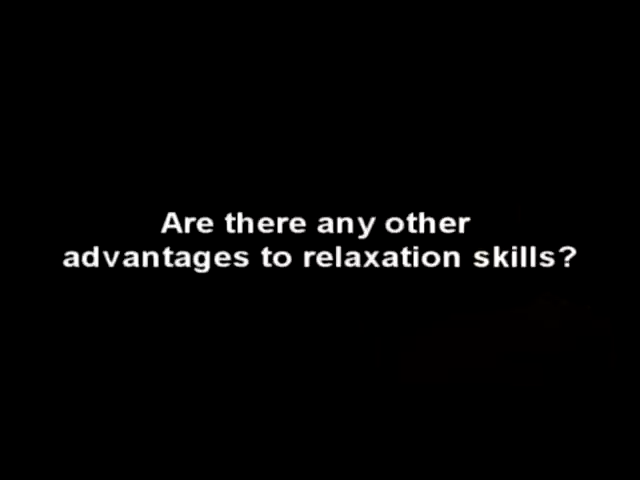 Are there any other
advantages to relaxation skills?